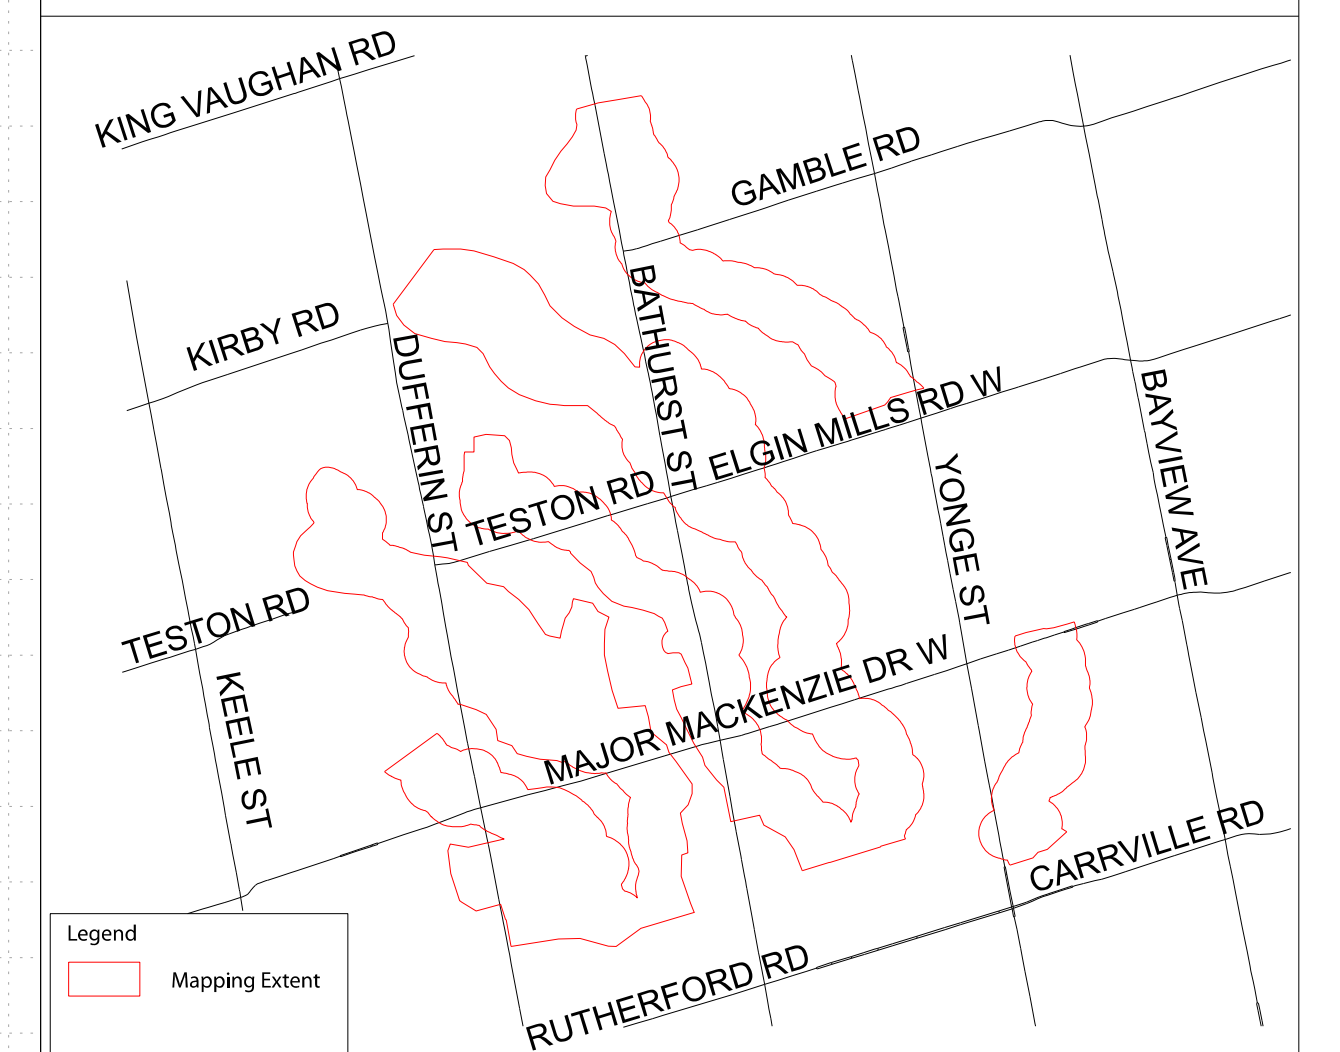 KING VAUGHAN RD
GAMBLE RD
KIRBY RD
BATHURST ST
DUFFERIN ST
ELGIN MILLS RD W
BAYVIEW AVE
TESTON RD
YONGE ST
TESTON RD
KEELE ST
MAJOR MACKENZIE DR W
CARRVILLE RD
RUTHERFORD RD
Legend
Mapping Extent